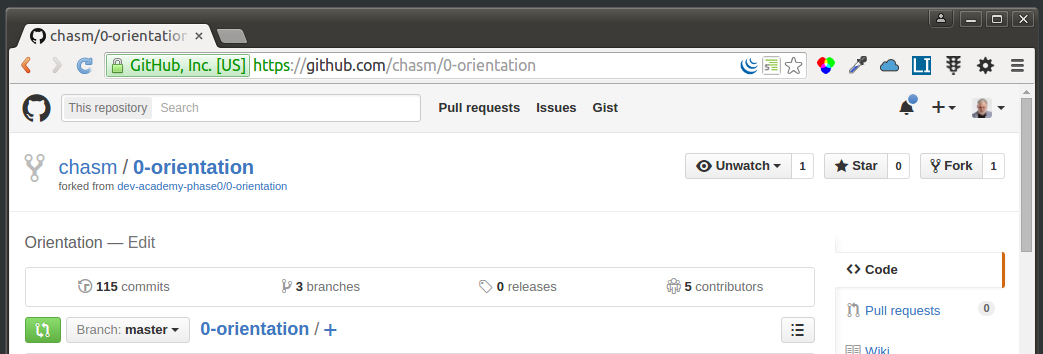 chasm/0-orientation
GitHub, Inc. [US] https://github.com/chasm/0-orientation
LI
This repository Search Pull requests Issues Gist
chasm / 0-orientation Unwatch 1 Star 0 Fork 1
forked from dev-academy-phase0/0-orientation
Orientation — Edit
Code
115 commits 3 branches 0 releases 5 contributors
Pull requests 0
Branch: master 0-orientation / +
Wiki